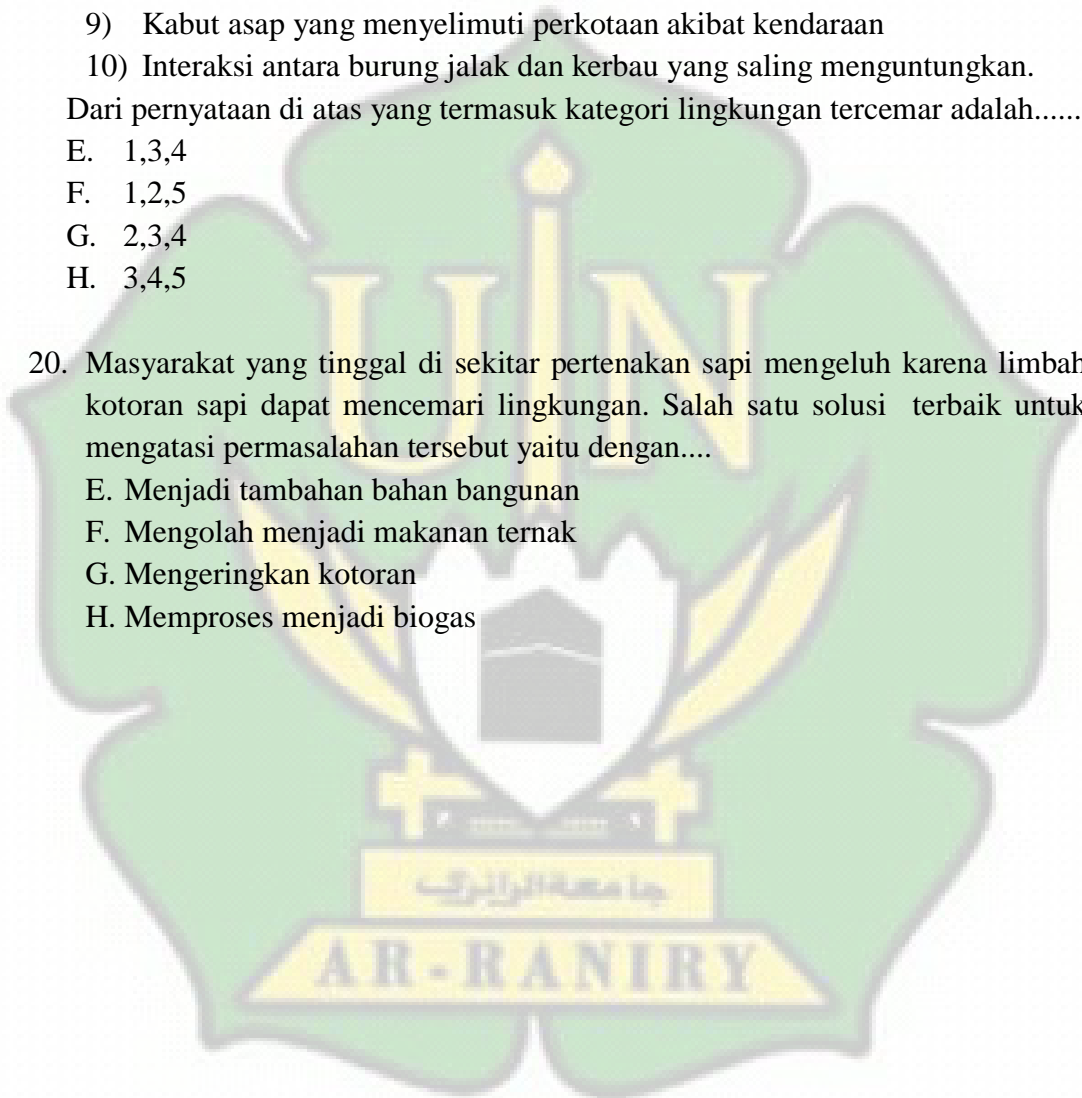 9) Kabut asap yang menyelimuti perkotaan akibat kendaraan
10) Interaksi antara burung jalak dan kerbau yang saling menguntungkan.
Dari pernyataan di atas yang termasuk kategori lingkungan tercemar adalah......
E. 1,3,4
F. 1,2,5
G. 2,3,4
H. 3,4,5
20. Masyarakat yang tinggal di sekitar pertenakan sapi mengeluh karena limbah
kotoran sapi dapat mencemari lingkungan. Salah satu solusi terbaik untuk
mengatasi permasalahan tersebut yaitu dengan....
E. Menjadi tambahan bahan bangunan
F. Mengolah menjadi makanan ternak
G. Mengeringkan kotoran
H. Memproses menjadi biogas
UIN
جامعة الرانري
AR-RANIRY